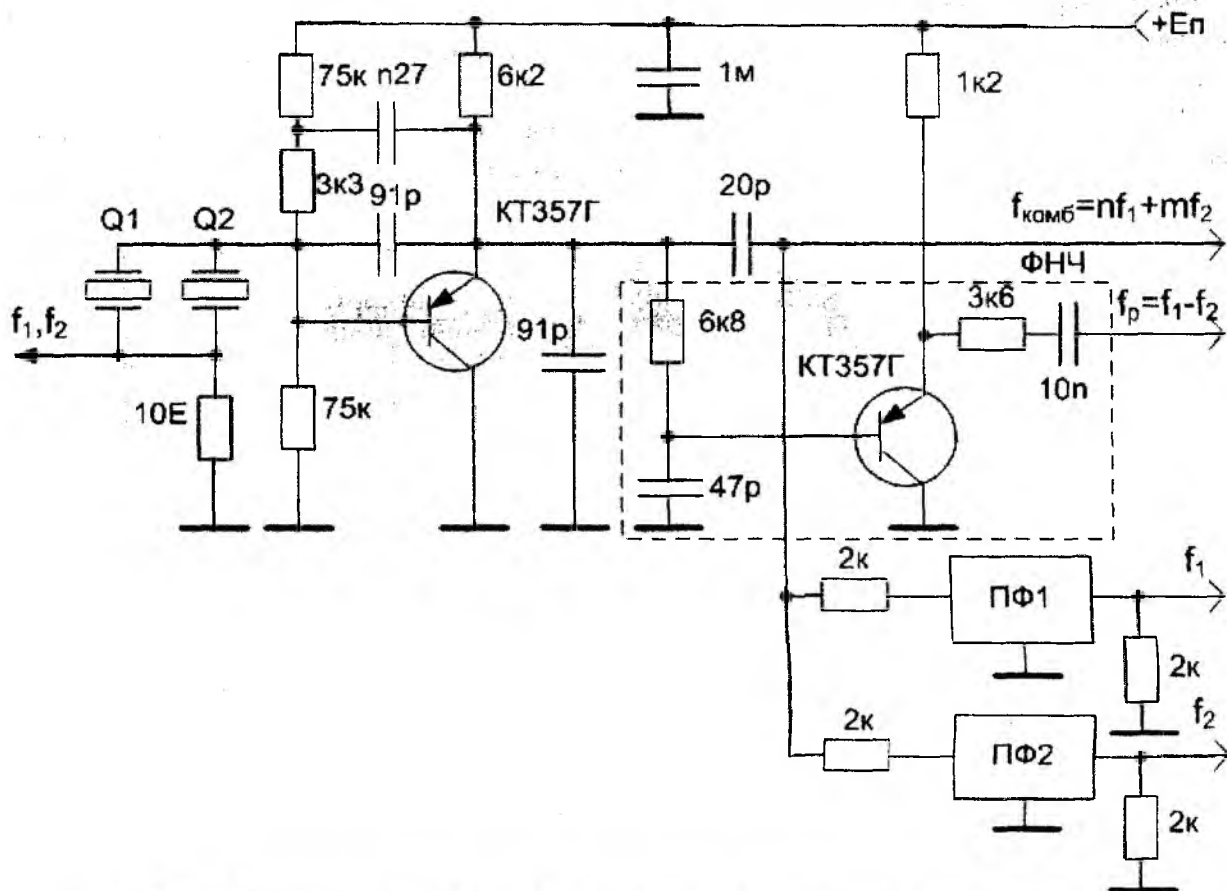 +Еп
75к
n27
6к2
1м
1к2
3к3
91р
КТ357Г
20р
fкомб=nf₁+mf₂
Q1
Q2
ФНЧ
3к6
fр=f₁-f₂
f₁,f₂
91р
6к8
КТ357Г
10n
10Е
75к
47р
2к
ПФ1
f₁
2к
2к
ПФ2
f₂
2к